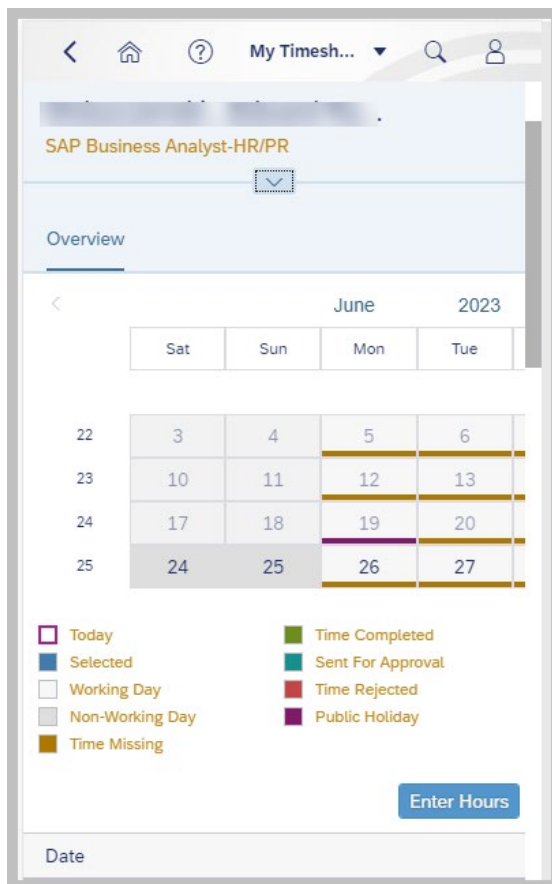 My Timesh...
SAP Business Analyst-HR/PR
Overview
June 2023
Sat Sun Mon Tue
22 3 4 5 6
23 10 11 12 13
24 17 18 19 20
25 24 25 26 27
Today Time Completed
Selected Sent For Approval
Working Day Time Rejected
Non-Working Day Public Holiday
Time Missing
Enter Hours
Date